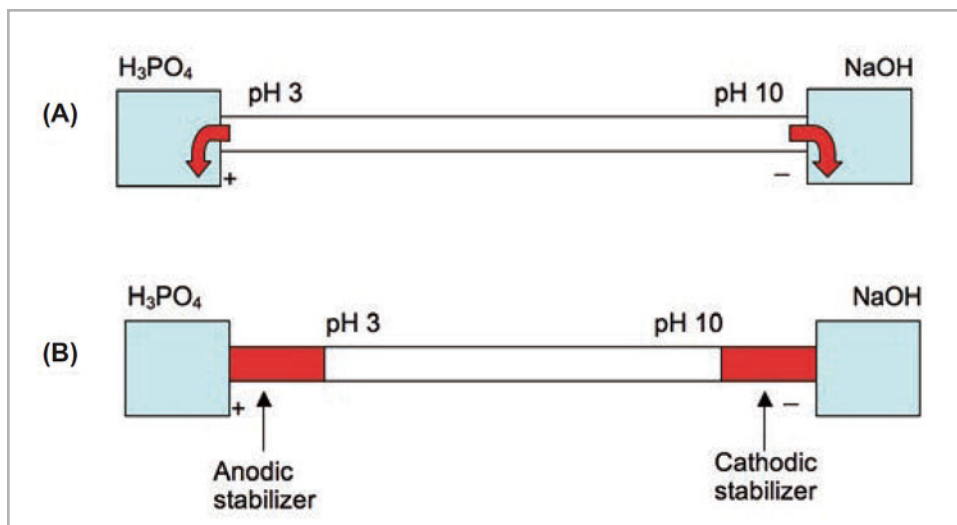 H₃PO₄
NaOH
(A)
pH 3
pH 10
+
–
H₃PO₄
NaOH
(B)
pH 3
pH 10
+
–
Anodic
stabilizer
Cathodic
stabilizer